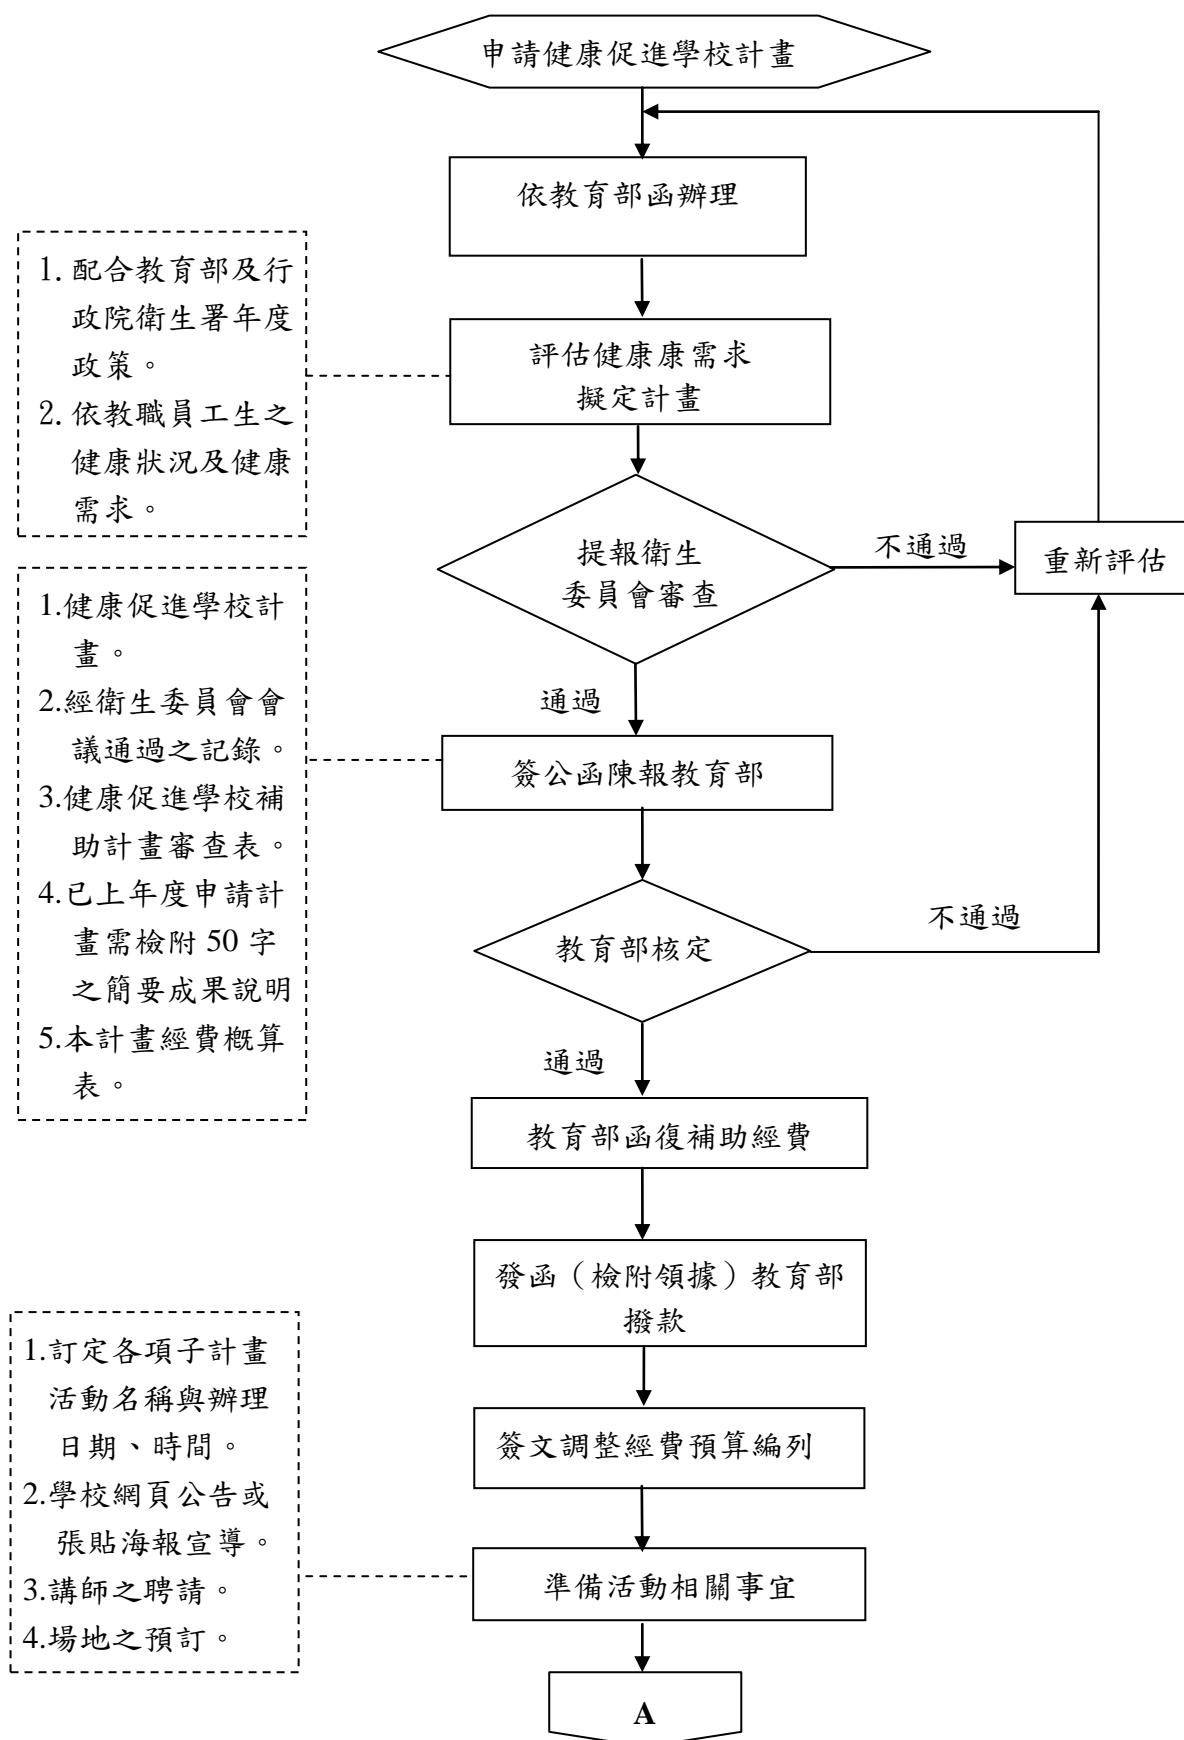 申請健康促進學校計畫
依教育部函辦理
1. 配合教育部及行
政院衛生署年度
政策。
2. 依教職員工生之
健康狀況及健康
需求。
評估健康康需求
擬定計畫
提報衛生
委員會審查
不通過
重新評估
通過
1.健康促進學校計
畫。
2.經衛生委員會會
議通過之記錄。
3.健康促進學校補
助計畫審查表。
4.已上年度申請計
畫需檢附 50 字
之簡要成果說明
5.本計畫經費概算
表。
簽公函陳報教育部
教育部核定
不通過
通過
教育部函復補助經費
發函（檢附領據）教育部
撥款
簽文調整經費預算編列
1.訂定各項子計畫
活動名稱與辦理
日期、時間。
2.學校網頁公告或
張貼海報宣導。
3.講師之聘請。
4.場地之預訂。
準備活動相關事宜
A